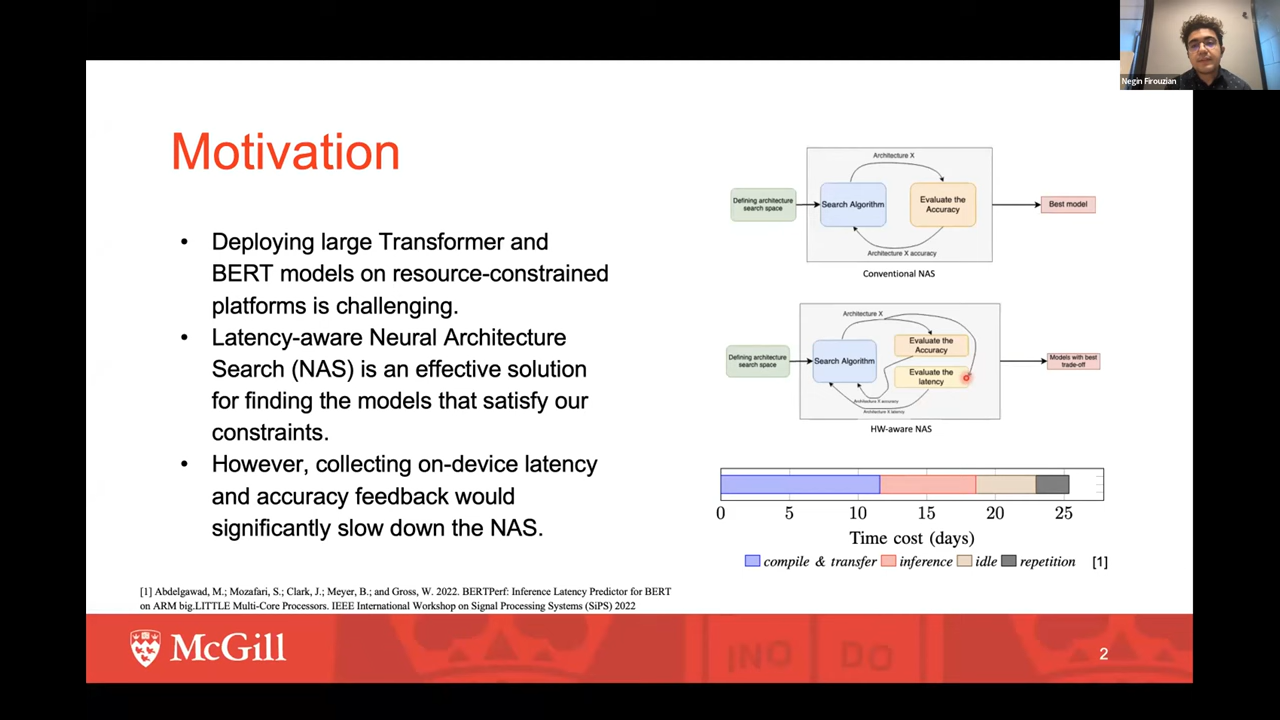 Negin Firouzian
Motivation
• Deploying large Transformer and
BERT models on resource-constrained
platforms is challenging.
• Latency-aware Neural Architecture
Search (NAS) is an effective solution
for finding the models that satisfy our
constraints.
• However, collecting on-device latency
and accuracy feedback would
significantly slow down the NAS.
Architecture X
Defining architecture
search space
Search Algorithm
Evaluate the
Accuracy
Best model
Architecture X accuracy
Conventional NAS
Architecture X
Defining architecture
search space
Search Algorithm
Evaluate the
Accuracy
Evaluate the
latency
Models with best
trade-off
Architecture X accuracy
Architecture X latency
HW-aware NAS
0 5 10 15 20 25
Time cost (days)
compile & transfer inference idle repetition [1]
[1] Abdelgawad, M.; Mozafari, S.; Clark, J.; Meyer, B.; and Gross, W. 2022. BERTPerf: Inference Latency Predictor for BERT
on ARM big.LITTLE Multi-Core Processors. IEEE International Workshop on Signal Processing Systems (SiPS) 2022
McGill
INO DO
2